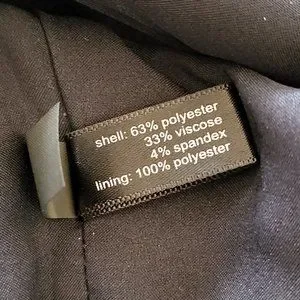 shell: 63% polyester
33% viscose
4% spandex
lining: 100% polyester